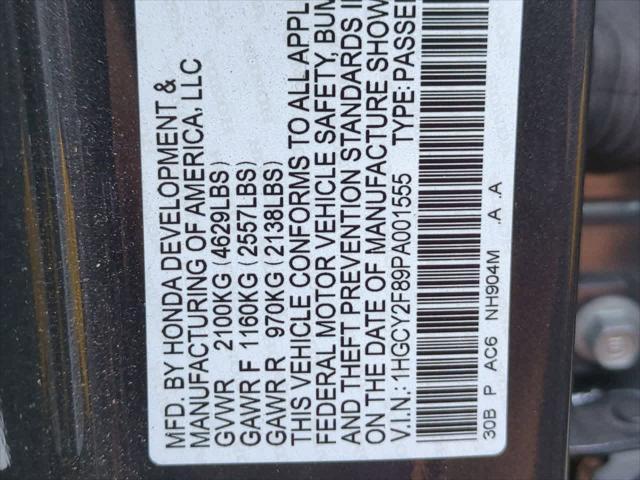 MFD. BY HONDA DEVELOPMENT &
MANUFACTURING OF AMERICA, LLC
GVWR 2100KG (4629LBS)
GAWR F 1160KG (2557LBS)
GAWR R 970KG (2138LBS)
THIS VEHICLE CONFORMS TO ALL APPL
FEDERAL MOTOR VEHICLE SAFETY, BUM
AND THEFT PREVENTION STANDARDS I
ON THE DATE OF MANUFACTURE SHOW
V.I.N.: 1HGCY2F89PA001555 TYPE: PASSE
30B P AC6 NH904M .A .A